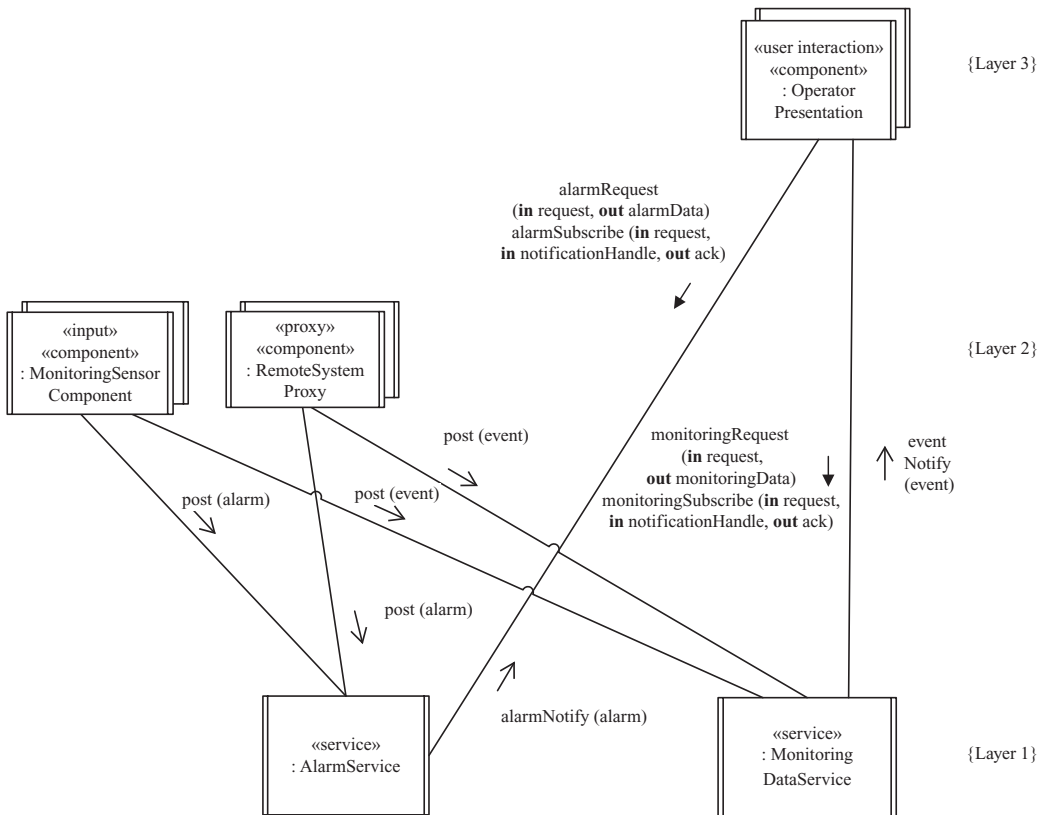 «user interaction»
«component»
: Operator
Presentation
{Layer 3}
alarmRequest
(in request, out alarmData)
alarmSubscribe (in request,
in notificationHandle, out ack)
«input»
«component»
: MonitoringSensor
Component
«proxy»
«component»
: RemoteSystem
Proxy
{Layer 2}
post (event)
monitoringRequest
(in request,
out monitoringData)
monitoringSubscribe (in request,
in notificationHandle, out ack)
event
Notify
(event)
post (alarm)
post (event)
post (alarm)
alarmNotify (alarm)
«service»
: AlarmService
«service»
: Monitoring
DataService
{Layer 1}